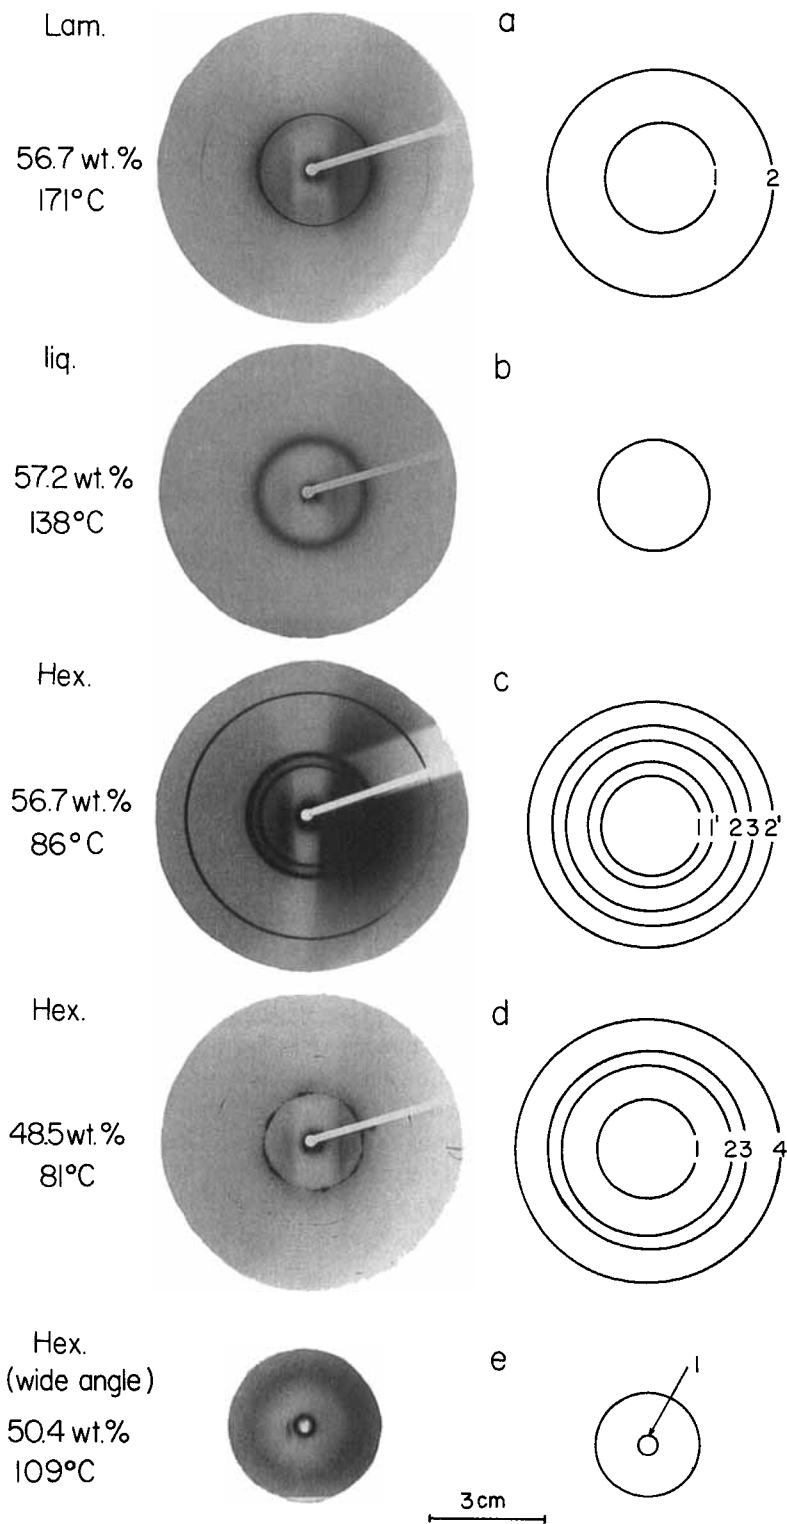 Lam.
a
56.7 wt.%
171°C
1 2
liq.
b
57.2 wt.%
138°C
Hex.
c
56.7 wt.%
86°C
1 1' 2 3 2'
Hex.
d
48.5 wt.%
81°C
1 2 3 4
Hex.
(wide angle)
e
1
50.4 wt.%
109°C
3 cm